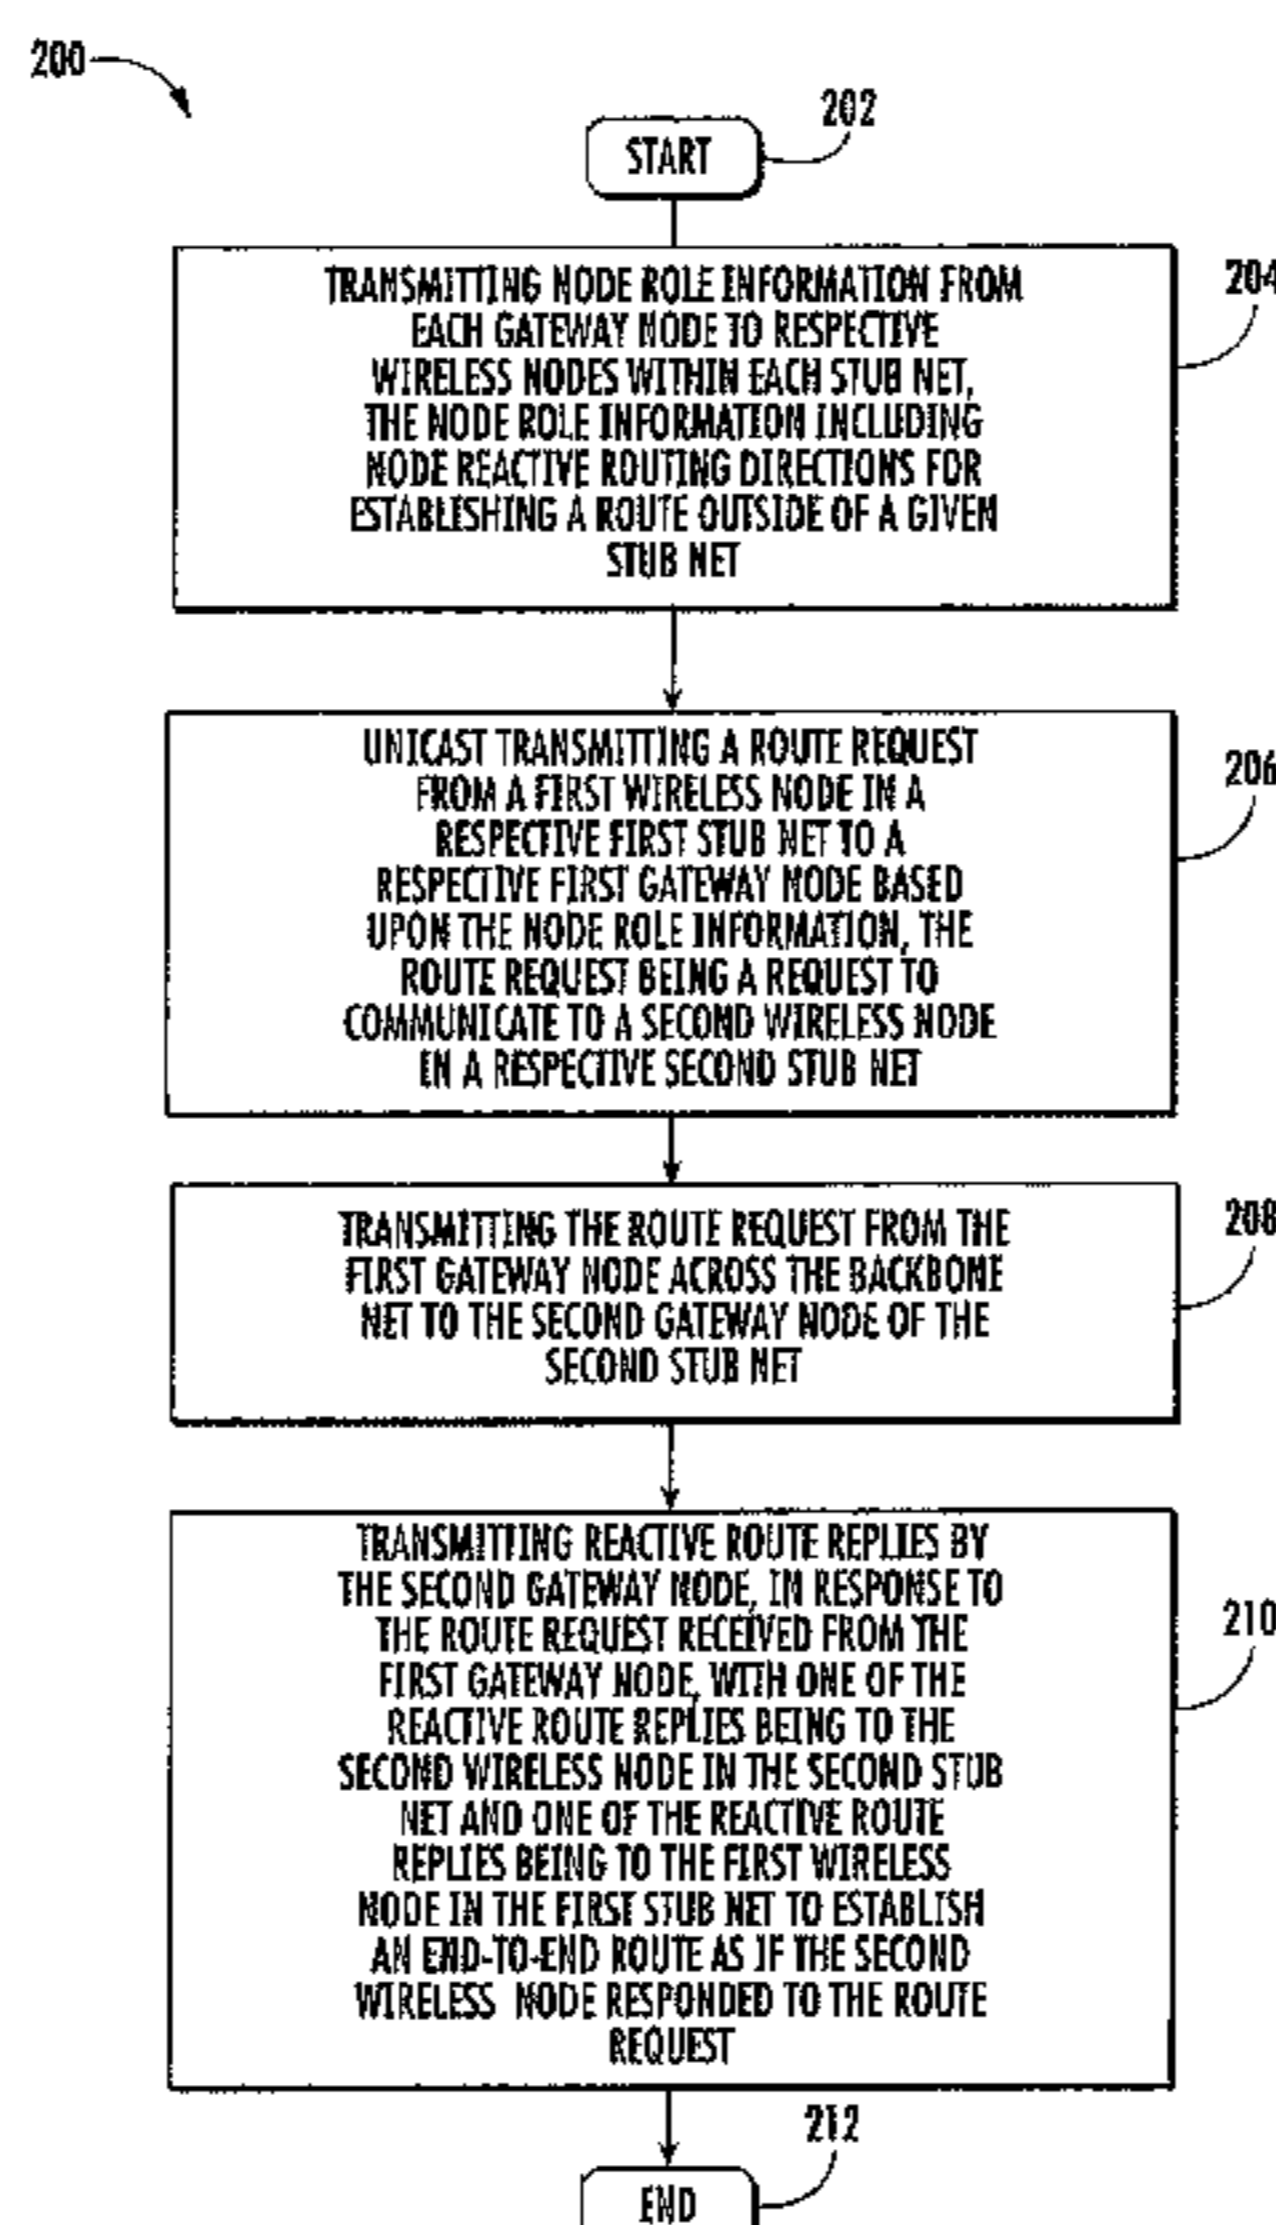 200
202
START
204
TRANSMITTING NODE ROLE INFORMATION FROM
EACH GATEWAY NODE TO RESPECTIVE
WIRELESS NODES WITHIN EACH STUB NET,
THE NODE ROLE INFORMATION INCLUDING
NODE REACTIVE ROUTING DIRECTIONS FOR
ESTABLISHING A ROUTE OUTSIDE OF A GIVEN
STUB NET
206
UNICAST TRANSMITTING A ROUTE REQUEST
FROM A FIRST WIRELESS NODE IN A
RESPECTIVE FIRST STUB NET TO A
RESPECTIVE FIRST GATEWAY NODE BASED
UPON THE NODE ROLE INFORMATION, THE
ROUTE REQUEST BEING A REQUEST TO
COMMUNICATE TO A SECOND WIRELESS NODE
IN A RESPECTIVE SECOND STUB NET
208
TRANSMITTING THE ROUTE REQUEST FROM THE
FIRST GATEWAY NODE ACROSS THE BACKBONE
NET TO THE SECOND GATEWAY NODE OF THE
SECOND STUB NET
210
TRANSMITTING REACTIVE ROUTE REPLIES BY
THE SECOND GATEWAY NODE, IN RESPONSE TO
THE ROUTE REQUEST RECEIVED FROM THE
FIRST GATEWAY NODE, WITH ONE OF THE
REACTIVE ROUTE REPLIES BEING TO THE
SECOND WIRELESS NODE IN THE SECOND STUB
NET AND ONE OF THE REACTIVE ROUTE
REPLIES BEING TO THE FIRST WIRELESS
NODE IN THE FIRST STUB NET TO ESTABLISH
AN END-TO-END ROUTE AS IF THE SECOND
WIRELESS NODE RESPONDED TO THE ROUTE
REQUEST
212
END